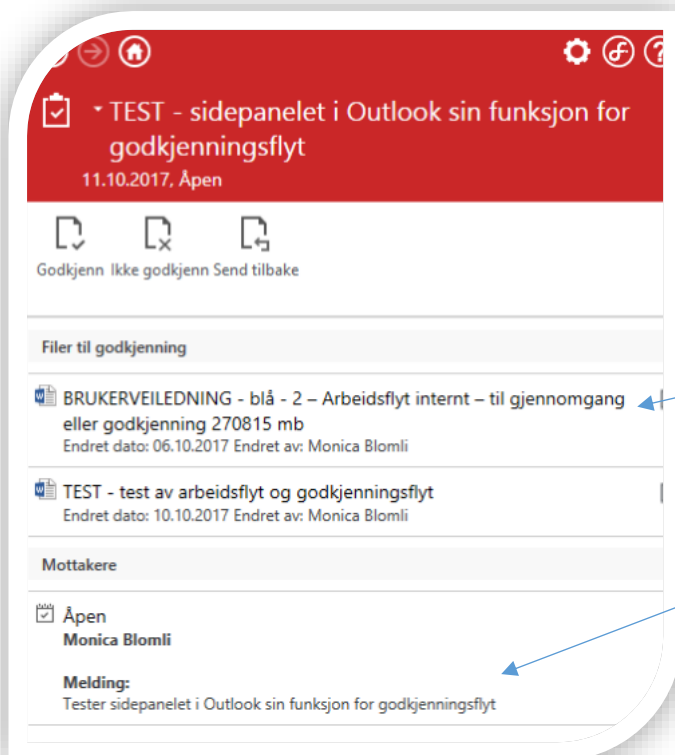 TEST - sidepanelet i Outlook sin funksjon for
godkjenningsflyt
11.10.2017, Åpen
Godkjenn Ikke godkjenn Send tilbake
Filer til godkjenning
BRUKERVEILEDNING - blå - 2 – Arbeidsflyt internt – til gjennomgang
eller godkjenning 270815 mb
Endret dato: 06.10.2017 Endret av: Monica Blomli
TEST - test av arbeidsflyt og godkjenningsflyt
Endret dato: 10.10.2017 Endret av: Monica Blomli
Mottakere
Åpen
Monica Blomli
Melding:
Tester sidepanelet i Outlook sin funksjon for godkjenningsflyt